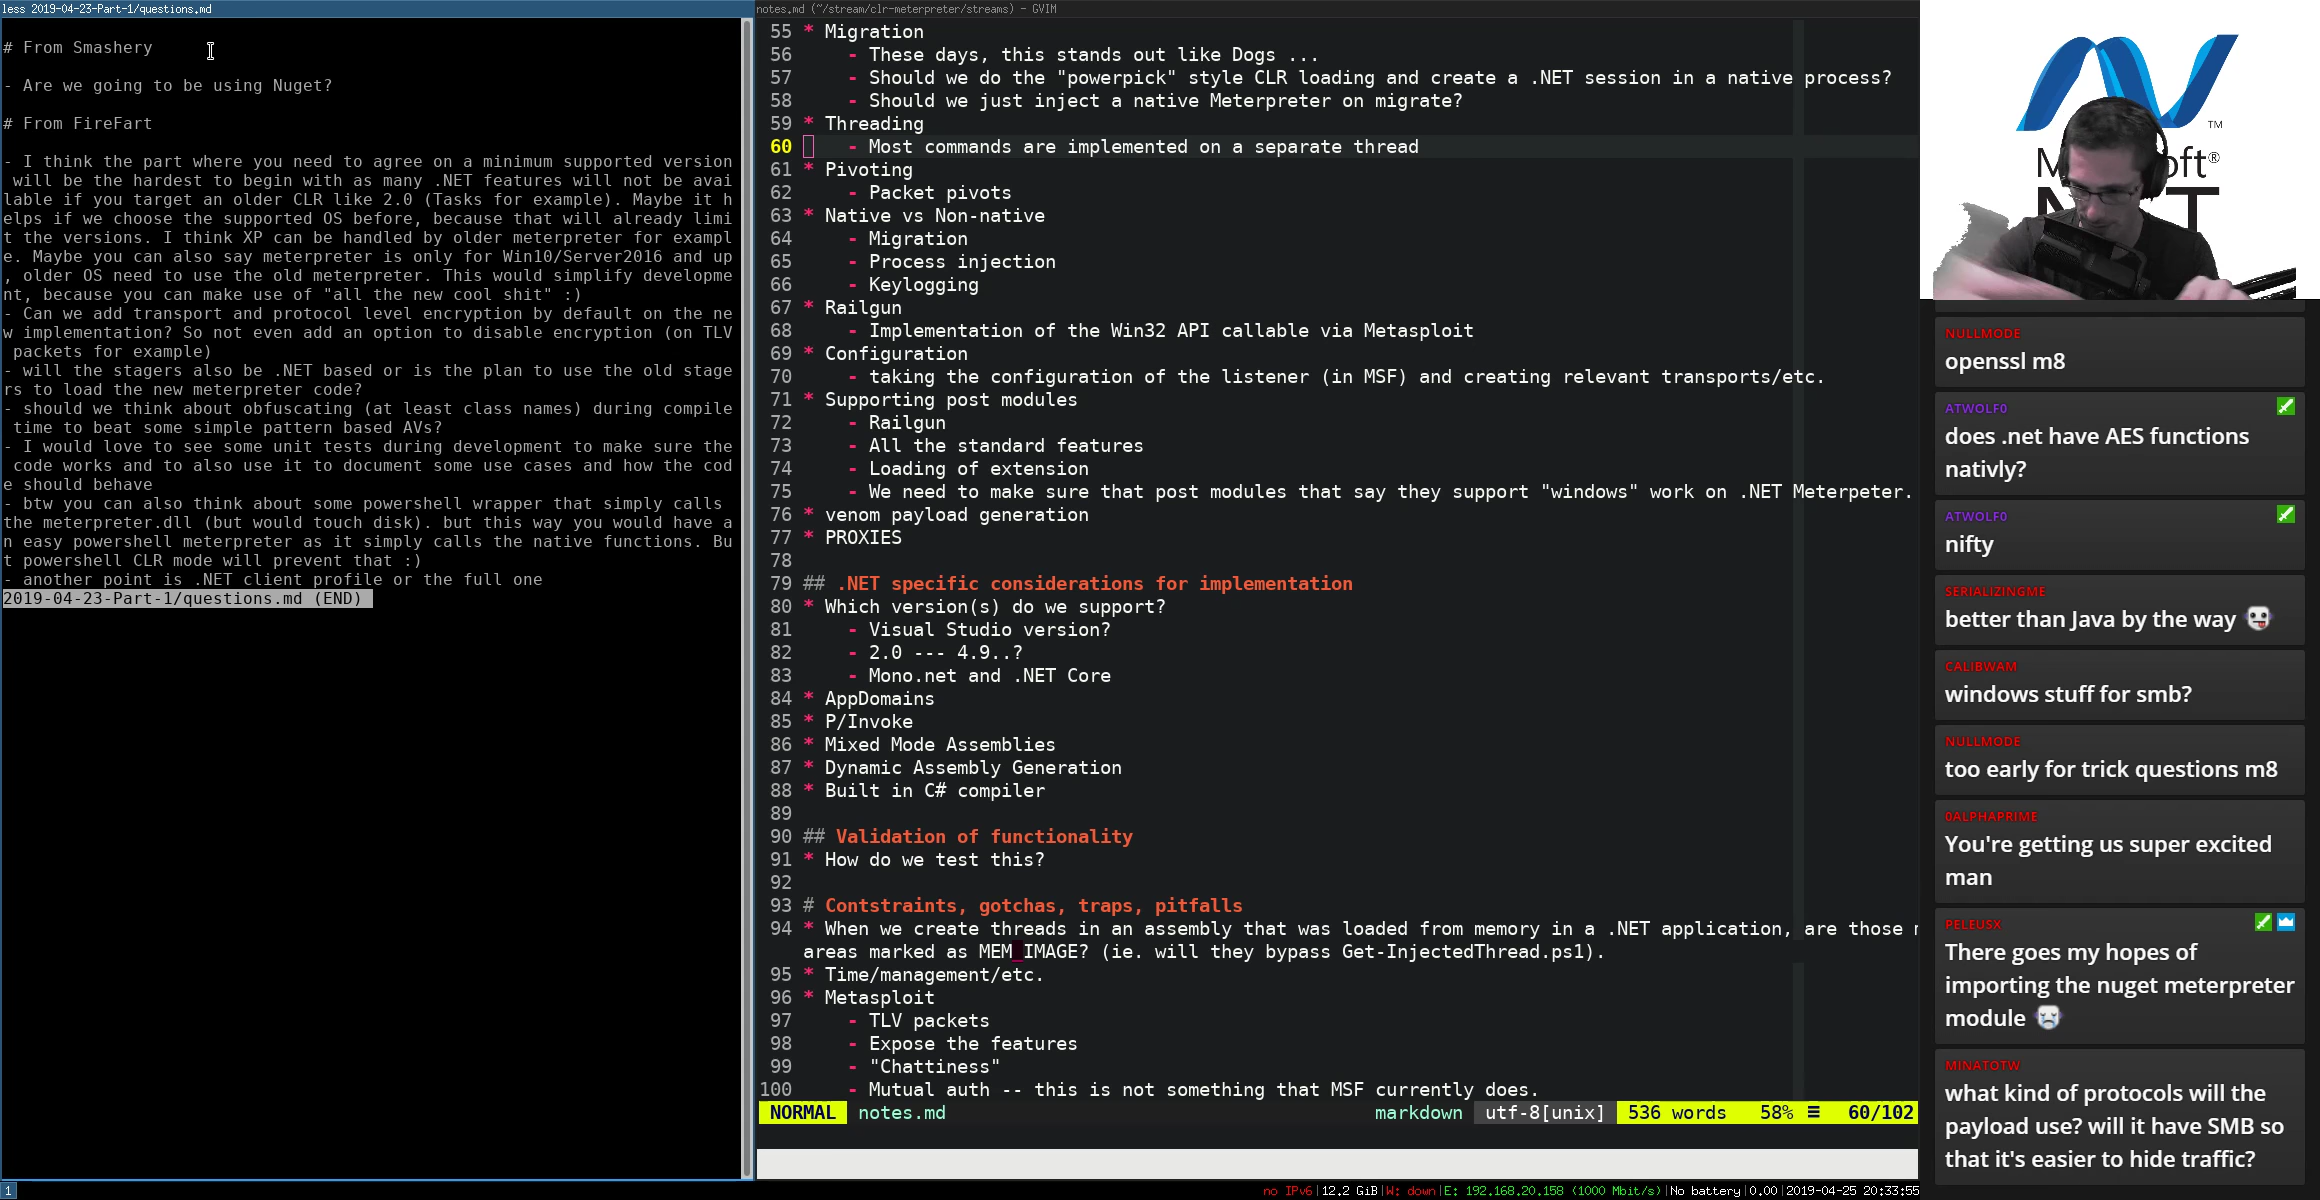 less 2019-04-23-Part-1/questions.md
# From Smashery
- Are we going to be using Nuget?
# From FireFart
- I think the part where you need to agree on a minimum supported version
will be the hardest to begin with as many .NET features will not be avai
lable if you target an older CLR like 2.0 (Tasks for example). Maybe it h
elps if we choose the supported OS before, because that will already limi
t the versions. I think XP can be handled by older meterpreter for exampl
e. Maybe you can also say meterpreter is only for Win10/Server2016 and up
, older OS need to use the old meterpreter. This would simplify developme
nt, because you can make use of "all the new cool shit" :)
- Can we add transport and protocol level encryption by default on the ne
w implementation? So not even add an option to disable encryption (on TLV
packets for example)
- will the stagers also be .NET based or is the plan to use the old stage
rs to load the new meterpreter code?
- should we think about obfuscating (at least class names) during compile
time to beat some simple pattern based AVs?
- I would love to see some unit tests during development to make sure the
code works and to also use it to document some use cases and how the cod
e should behave
- btw you can also think about some powershell wrapper that simply calls
the meterpreter.dll (but would touch disk). but this way you would have a
n easy powershell meterpreter as it simply calls the native functions. Bu
t powershell CLR mode will prevent that :)
- another point is .NET client profile or the full one
2019-04-23-Part-1/questions.md (END)
notes.md (~/stream/clr-meterpreter/streams) - GVIM
55 * Migration
56 - These days, this stands out like Dogs ...
57 - Should we do the "powerpick" style CLR loading and create a .NET session in a native process?
58 - Should we just inject a native Meterpreter on migrate?
59 * Threading
60 - Most commands are implemented on a separate thread
61 * Pivoting
62 - Packet pivots
63 * Native vs Non-native
64 - Migration
65 - Process injection
66 - Keylogging
67 * Railgun
68 - Implementation of the Win32 API callable via Metasploit
69 * Configuration
70 - taking the configuration of the listener (in MSF) and creating relevant transports/etc.
71 * Supporting post modules
72 - Railgun
73 - All the standard features
74 - Loading of extension
75 - We need to make sure that post modules that say they support "windows" work on .NET Meterpeter.
76 * venom payload generation
77 * PROXIES
78
79 ## .NET specific considerations for implementation
80 * Which version(s) do we support?
81 - Visual Studio version?
82 - 2.0 --- 4.9..?
83 - Mono.net and .NET Core
84 * AppDomains
85 * P/Invoke
86 * Mixed Mode Assemblies
87 * Dynamic Assembly Generation
88 * Built in C# compiler
89
90 ## Validation of functionality
91 * How do we test this?
92
93 # Contstraints, gotchas, traps, pitfalls
94 * When we create threads in an assembly that was loaded from memory in a .NET application, are those
areas marked as MEM_IMAGE? (ie. will they bypass Get-InjectedThread.ps1).
95 * Time/management/etc.
96 * Metasploit
97 - TLV packets
98 - Expose the features
99 - "Chattiness"
100 - Mutual auth -- this is not something that MSF currently does.
NORMAL notes.md markdown utf-8[unix] 536 words 58% ≡ 60/102
1
no IPv6|12.2 GiB|W: down|E: 192.168.20.158 (1000 Mbit/s)|No battery|0.00|2019-04-25 20:33:55
TM
®
NULLMODE
openssl m8
ATWOLF0
does .net have AES functions
nativly?
ATWOLF0
nifty
SERIALIZINGME
better than Java by the way
CALIBWAM
windows stuff for smb?
NULLMODE
too early for trick questions m8
0ALPHAPRIME
You're getting us super excited
man
PELEUSX
There goes my hopes of
importing the nuget meterpreter
module
MINATOTW
what kind of protocols will the
payload use? will it have SMB so
that it's easier to hide traffic?